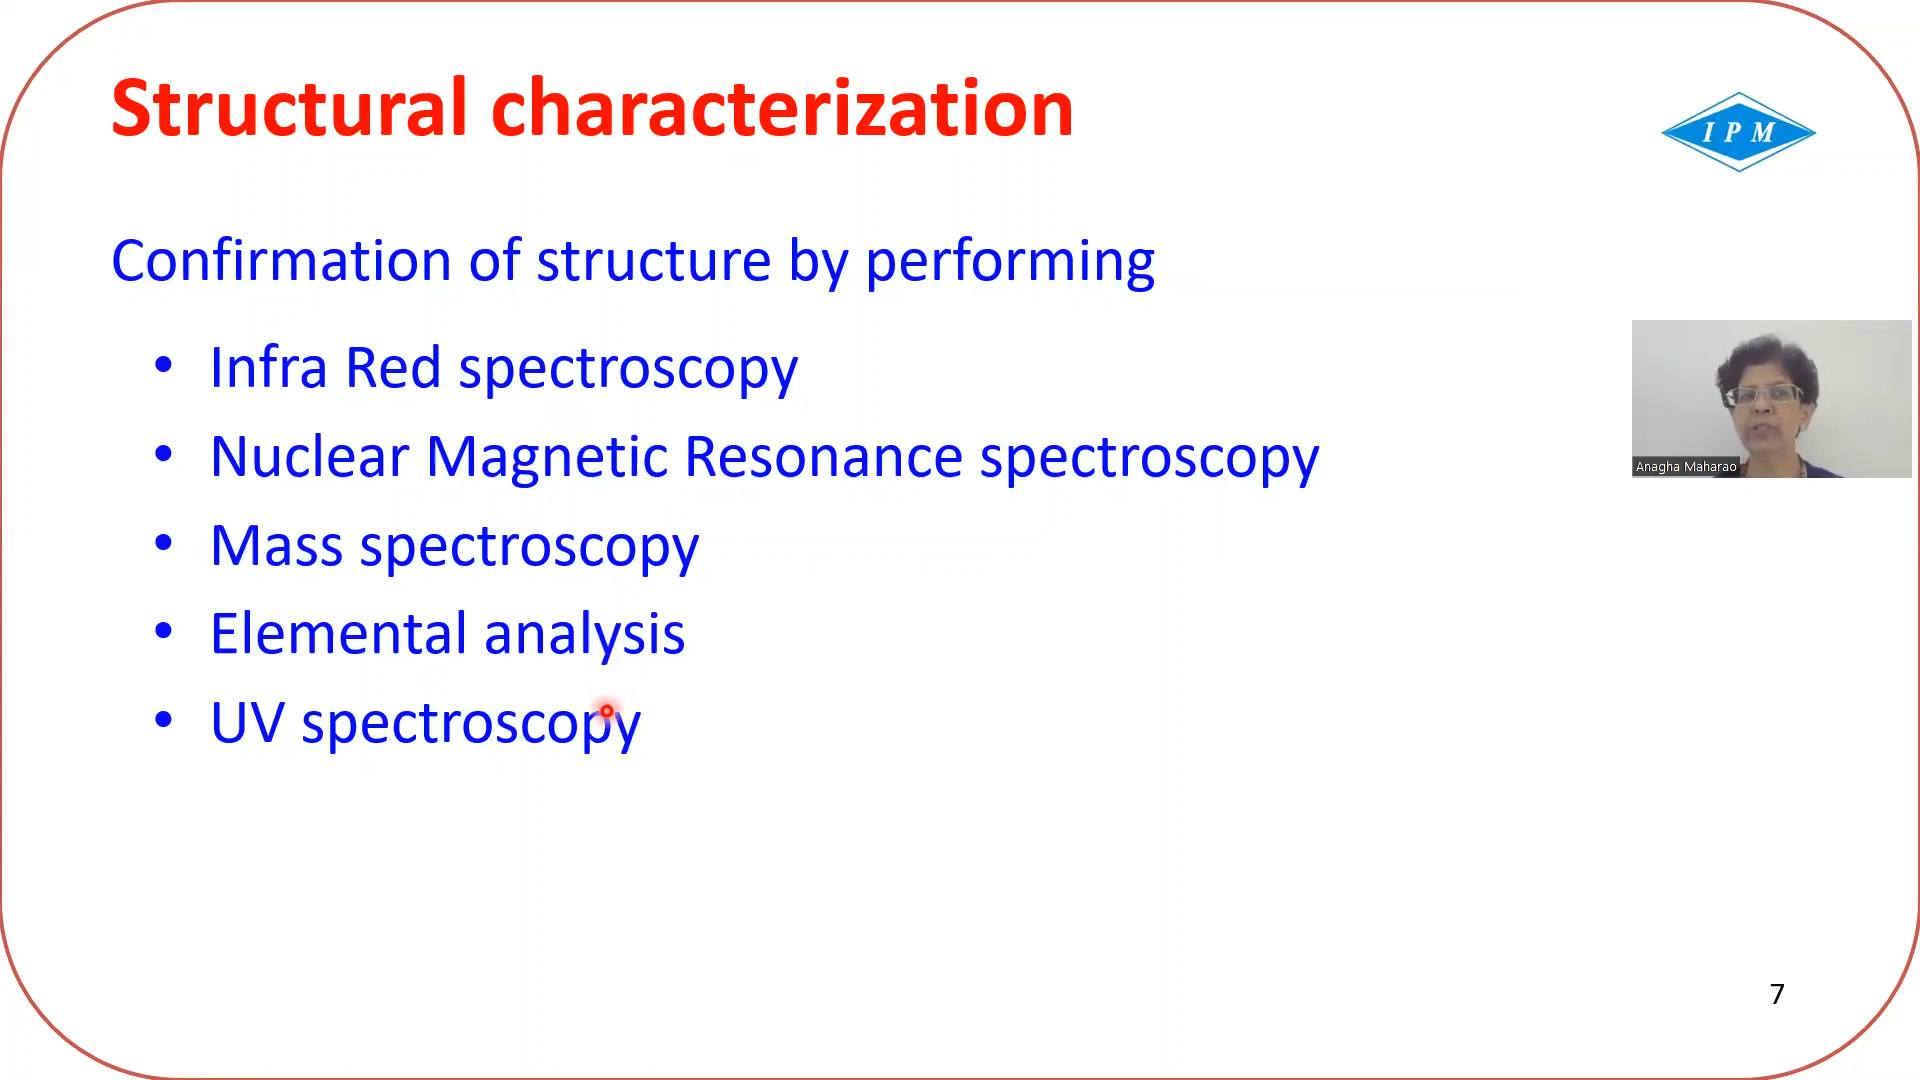 Structural characterization
IPM
Confirmation of structure by performing
• Infra Red spectroscopy
• Nuclear Magnetic Resonance spectroscopy
• Mass spectroscopy
• Elemental analysis
• UV spectroscopy
Anagha Maharao
7